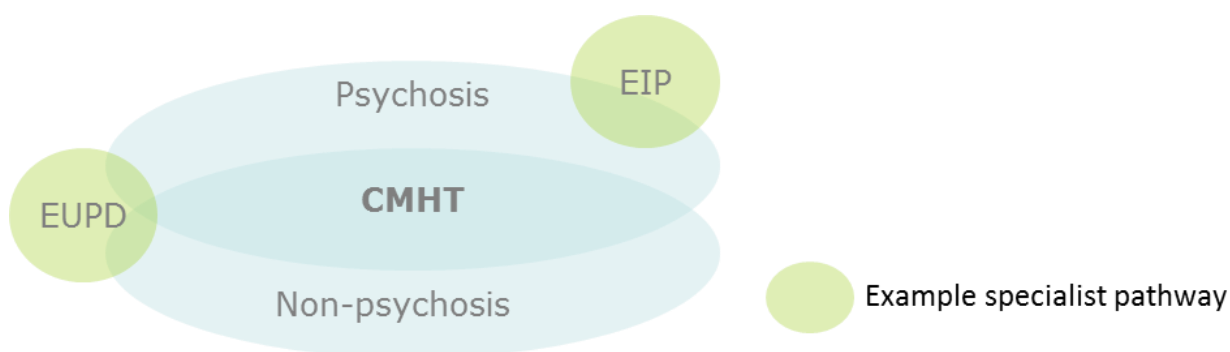 EIP
Psychosis
CMHT
EUPD
Non-psychosis
Example specialist pathway